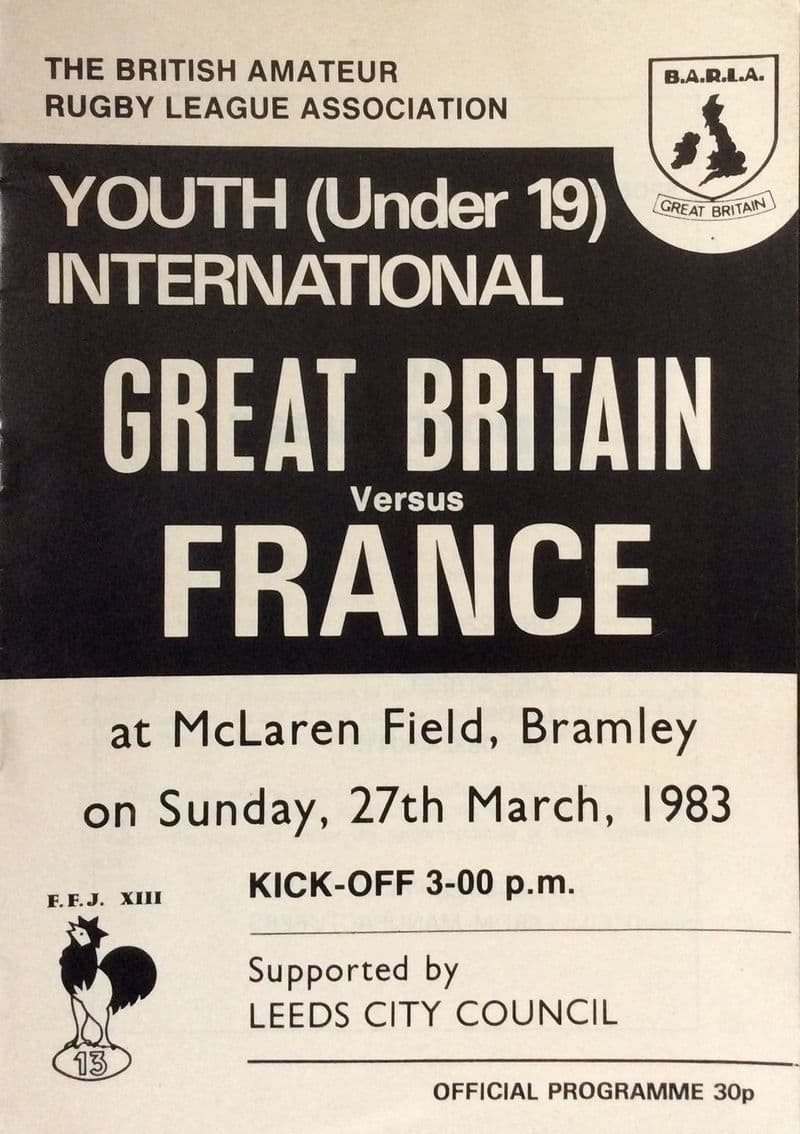 THE BRITISH AMATEUR
RUGBY LEAGUE ASSOCIATION
B.A.R.L.A.
GREAT BRITAIN
YOUTH (Under 19)
INTERNATIONAL
GREAT BRITAIN
Versus
FRANCE
at McLaren Field, Bramley
on Sunday, 27th March, 1983
KICK-OFF 3-00 p.m.
F.F.J. XIII
13
Supported by
LEEDS CITY COUNCIL
OFFICIAL PROGRAMME 30p